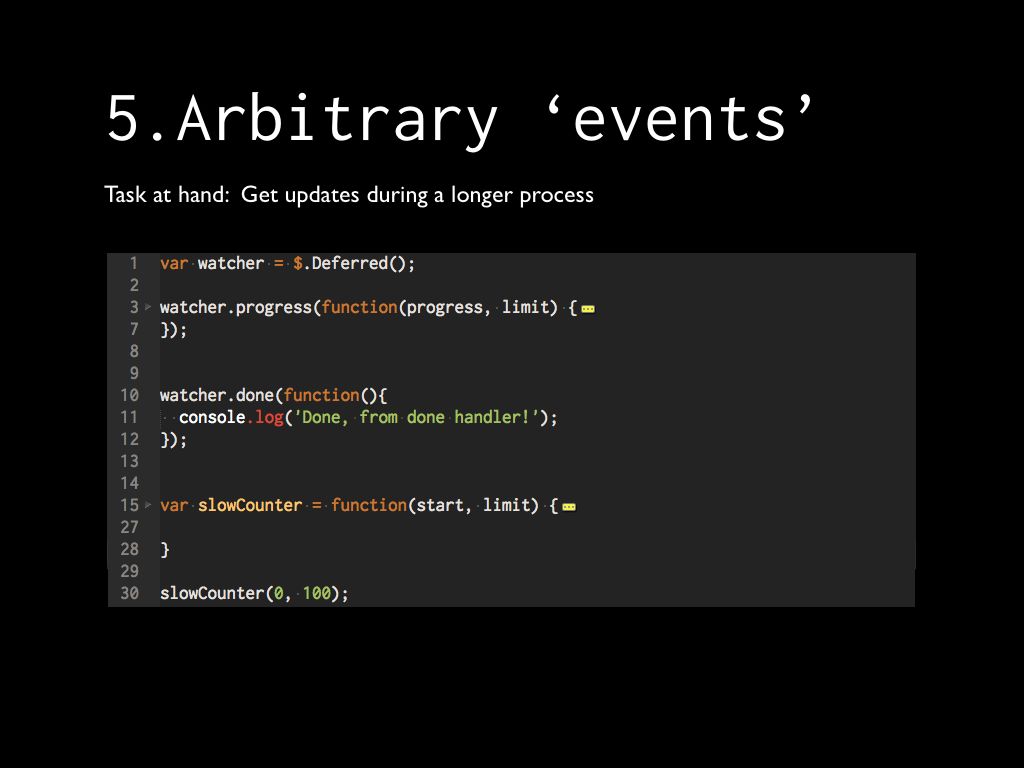 5.Arbitrary ‘events’
Task at hand: Get updates during a longer process
1 var watcher = $.Deferred();
2
3 watcher.progress(function(progress, limit) {
7 });
8
9
10 watcher.done(function(){
11 console.log('Done, from done handler!');
12 });
13
14
15 var slowCounter = function(start, limit) {
27
28 }
29
30 slowCounter(0, 100);